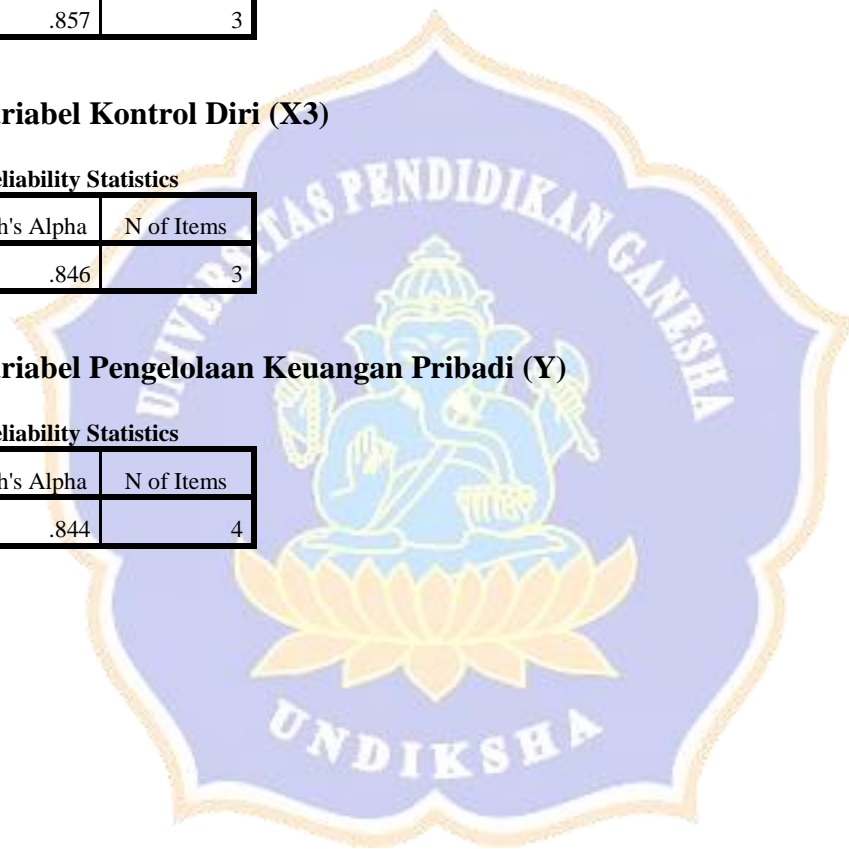 .857 3
riabel Kontrol Diri (X3)
eliability Statistics
h's Alpha N of Items
.846 3
riabel Pengelolaan Keuangan Pribadi (Y)
eliability Statistics
h's Alpha N of Items
.844 4
UNIVERSITAS PENDIDIKAN GANESHA
UNDIKSHA